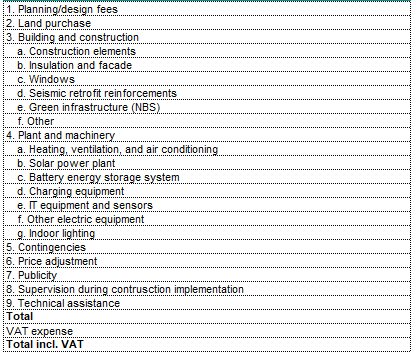 1. Planning/design fees
2. Land purchase
3. Building and construction
a. Construction elements
b. Insulation and facade
c. Windows
d. Seismic retrofit reinforcements
e. Green infrastructure (NBS)
f. Other
4. Plant and machinery
a. Heating, ventilation, and air conditioning
b. Solar power plant
c. Battery energy storage system
d. Charging equipment
e. IT equipment and sensors
f. Other electric equipment
g. Indoor lighting
5. Contingencies
6. Price adjustment
7. Publicity
8. Supervision during contrusction implementation
9. Technical assistance
Total
VAT expense
Total incl. VAT